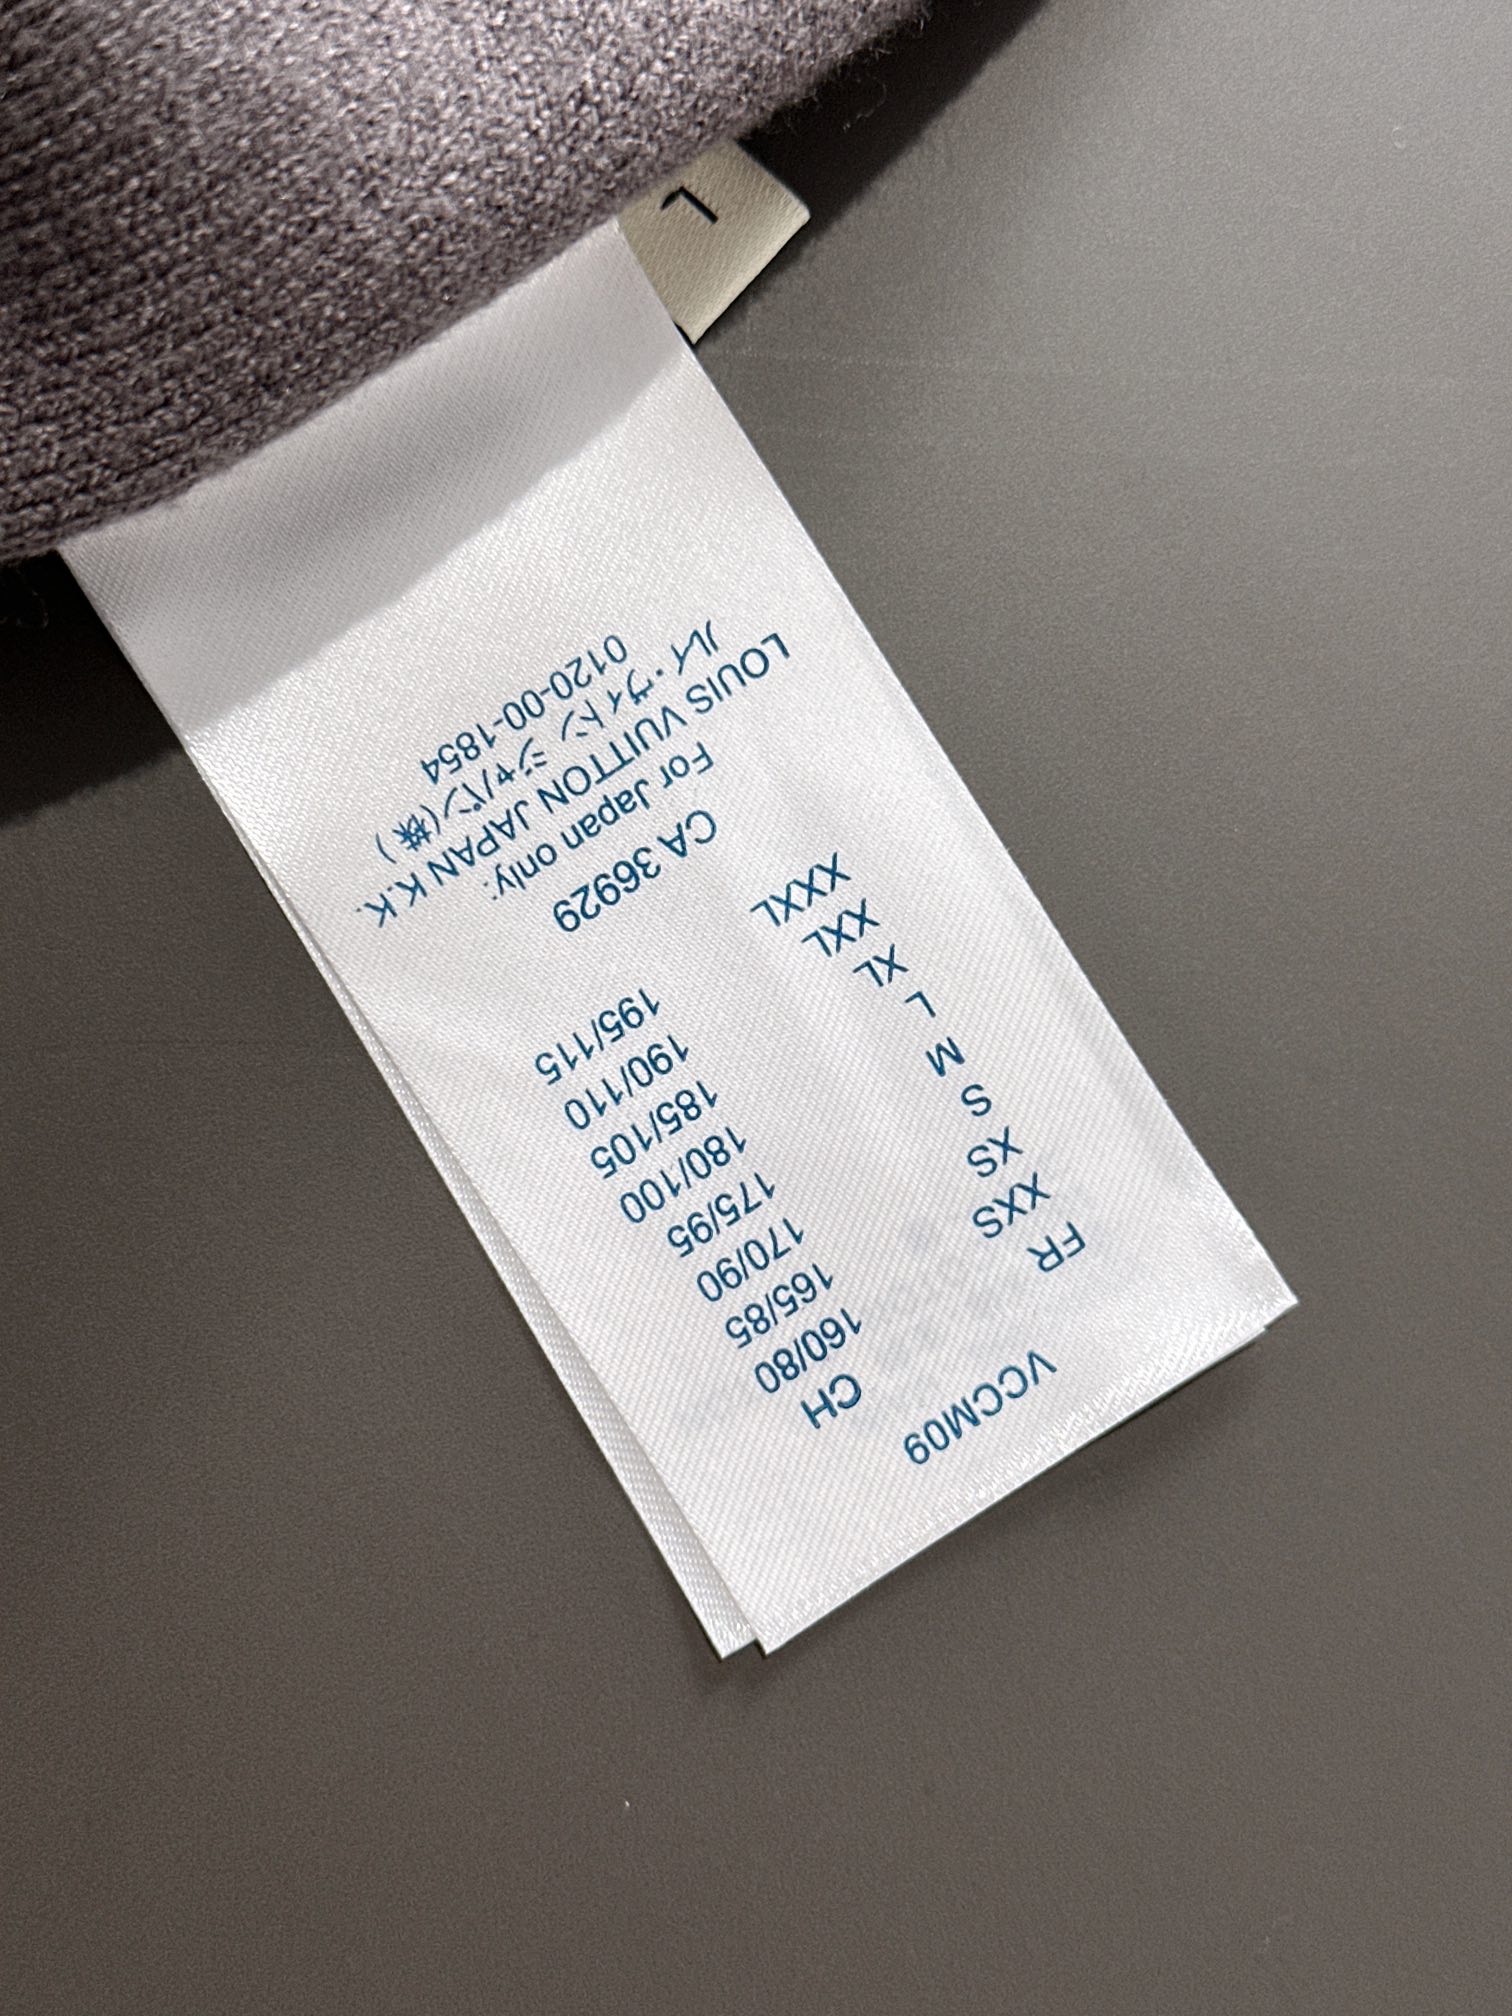 L
VCCM09
FR CH
XXS 160/80
XS 165/85
S 170/90
M 175/95
L 180/100
XL 185/105
XXL 190/110
XXXL 195/115
CA 36929
For Japan only:
LOUIS VUITTON JAPAN K.K.
ルイ・ヴィトン ジャパン(株)
0120-00-1854